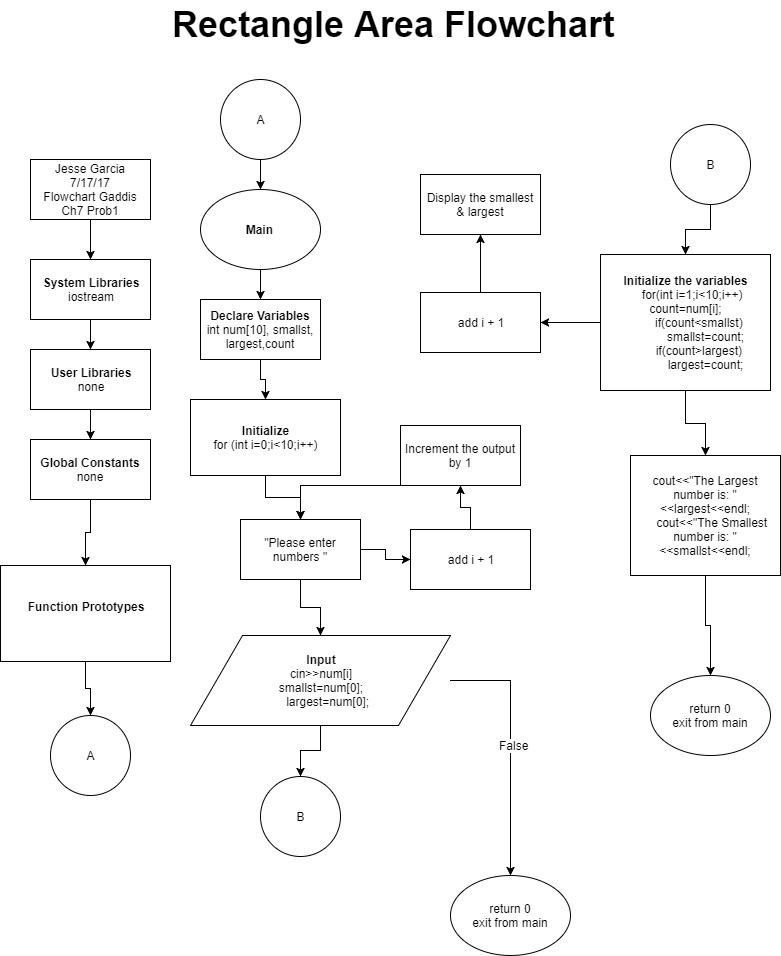 Rectangle Area Flowchart
Jesse Garcia
7/17/17
Flowchart Gaddis
Ch7 Prob1
System Libraries
iostream
User Libraries
none
Global Constants
none
Function Prototypes
A
A
Main
Declare Variables
int num[10], smallst,
largest,count
Initialize
for (int i=0;i<10;i++)
Increment the output
by 1
"Please enter
numbers "
add i + 1
Input
cin>>num[i]
smallst=num[0];
largest=num[0];
False
B
return 0
exit from main
B
Initialize the variables
for(int i=1;i<10;i++)
count=num[i];
if(count<smallst)
smallst=count;
if(count>largest)
largest=count;
add i + 1
Display the smallest
& largest
cout<<"The Largest
number is: "
<<largest<<endl;
cout<<"The Smallest
number is: "
<<smallst<<endl;
return 0
exit from main